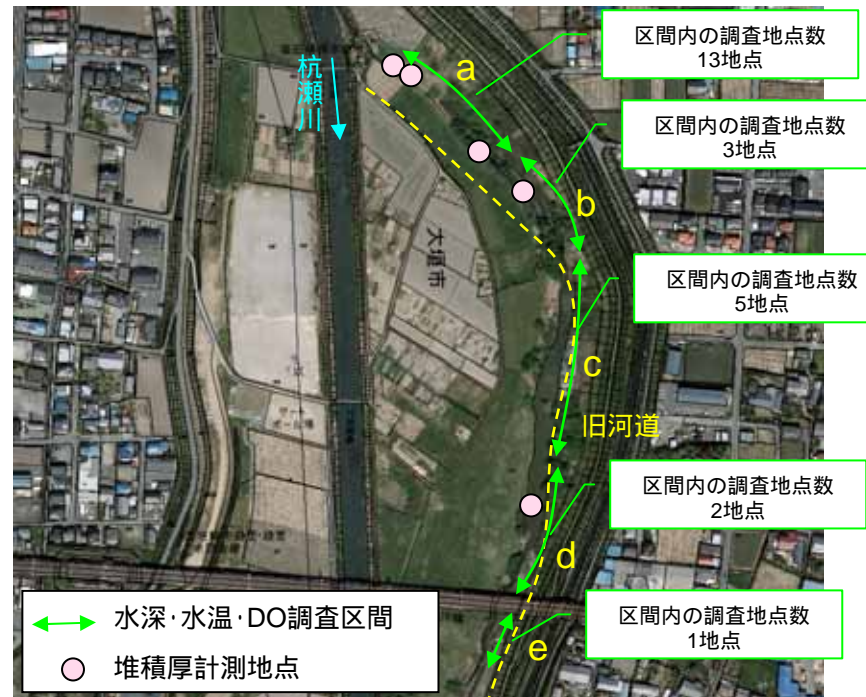 杭瀬川
a
区間内の調査地点数
13地点
区間内の調査地点数
3地点
b
大垣市
区間内の調査地点数
5地点
c
旧河道
区間内の調査地点数
2地点
d
区間内の調査地点数
1地点
e
水深･水温･DO調査区間
堆積厚計測地点